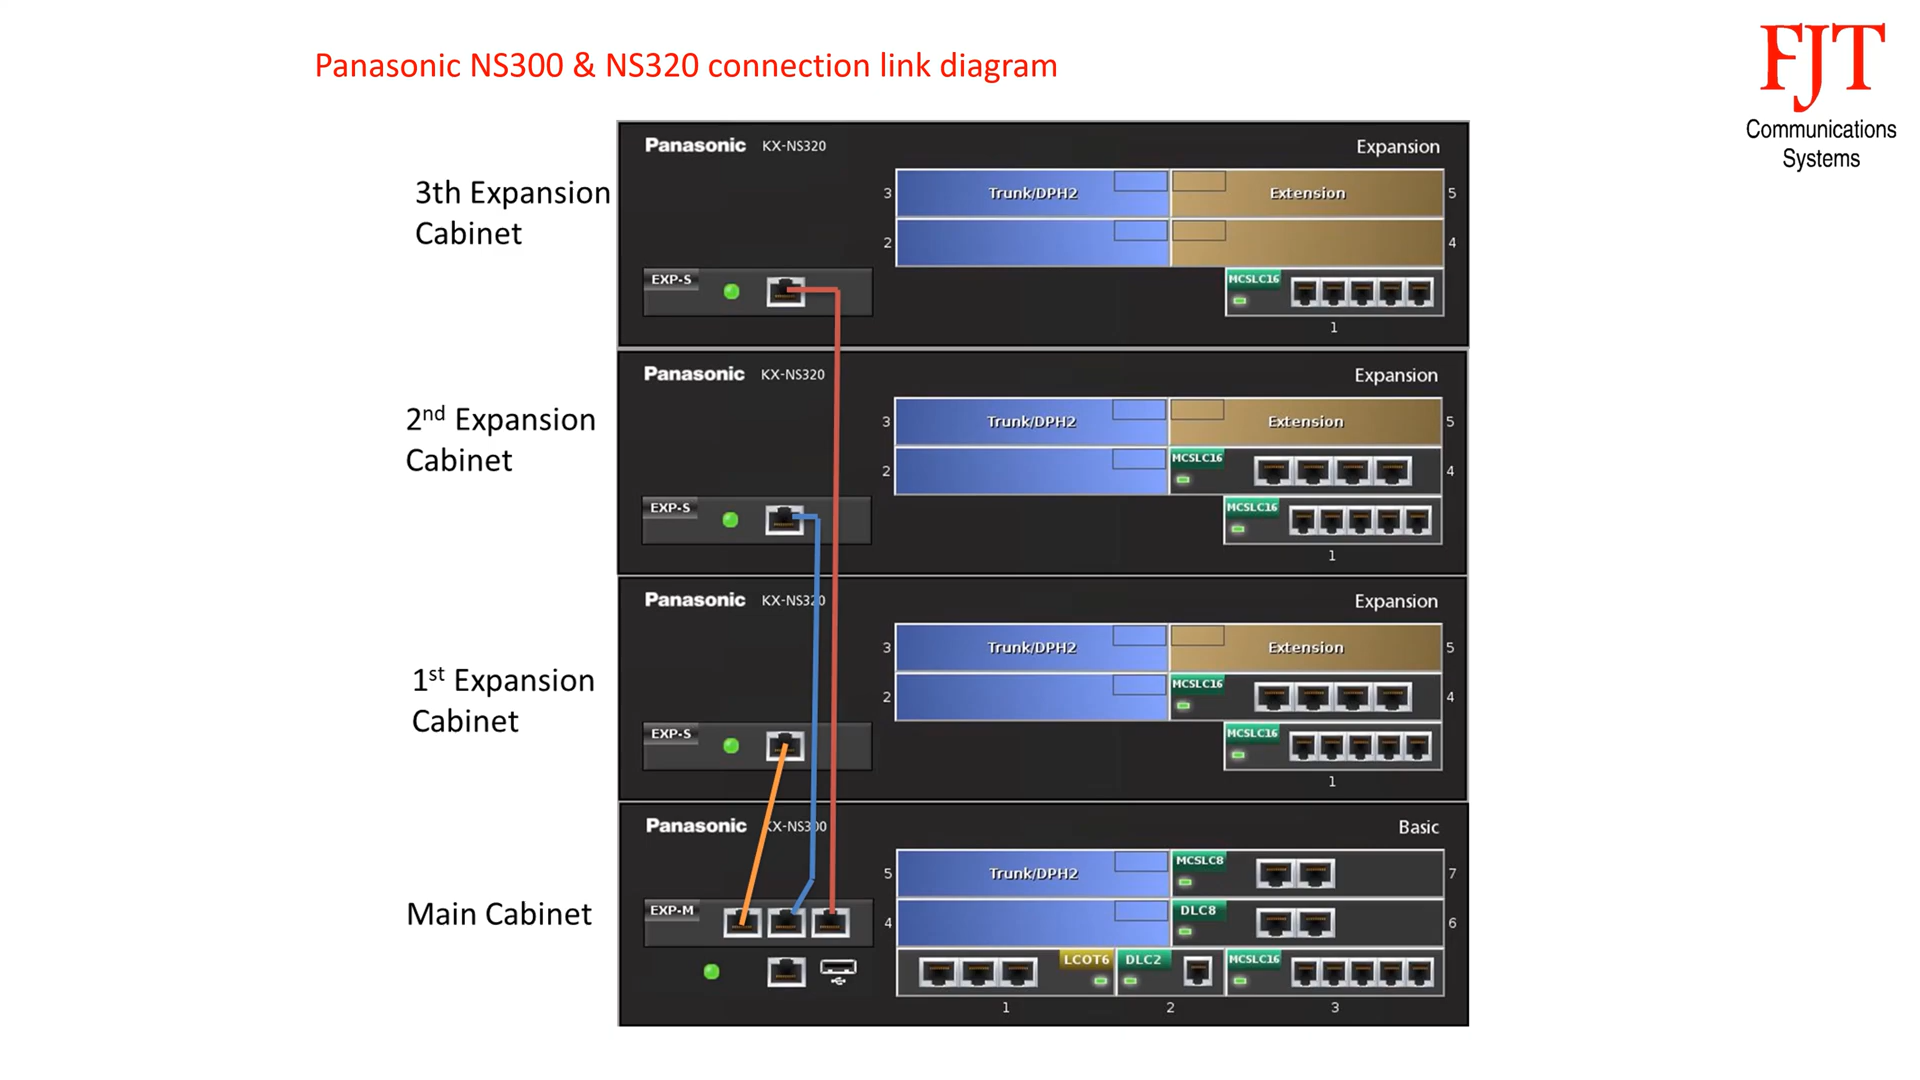 Panasonic NS300 & NS320 connection link diagram
FJT
Communications
Systems
3th Expansion
Cabinet
Panasonic KX-NS320 Expansion
3 Trunk/DPH2 Extension 5
2 4
EXP-S MCSLC16
1
2nd Expansion
Cabinet
Panasonic KX-NS320 Expansion
3 Trunk/DPH2 Extension 5
2 MCSLC16 4
EXP-S MCSLC16
1
1st Expansion
Cabinet
Panasonic KX-NS320 Expansion
3 Trunk/DPH2 Extension 5
2 MCSLC16 4
EXP-S MCSLC16
1
Main Cabinet
Panasonic KX-NS300 Basic
5 Trunk/DPH2 MCSLC8 7
EXP-M 4 DLC8 6
LCOT6 DLC2 MCSLC16
1 2 3